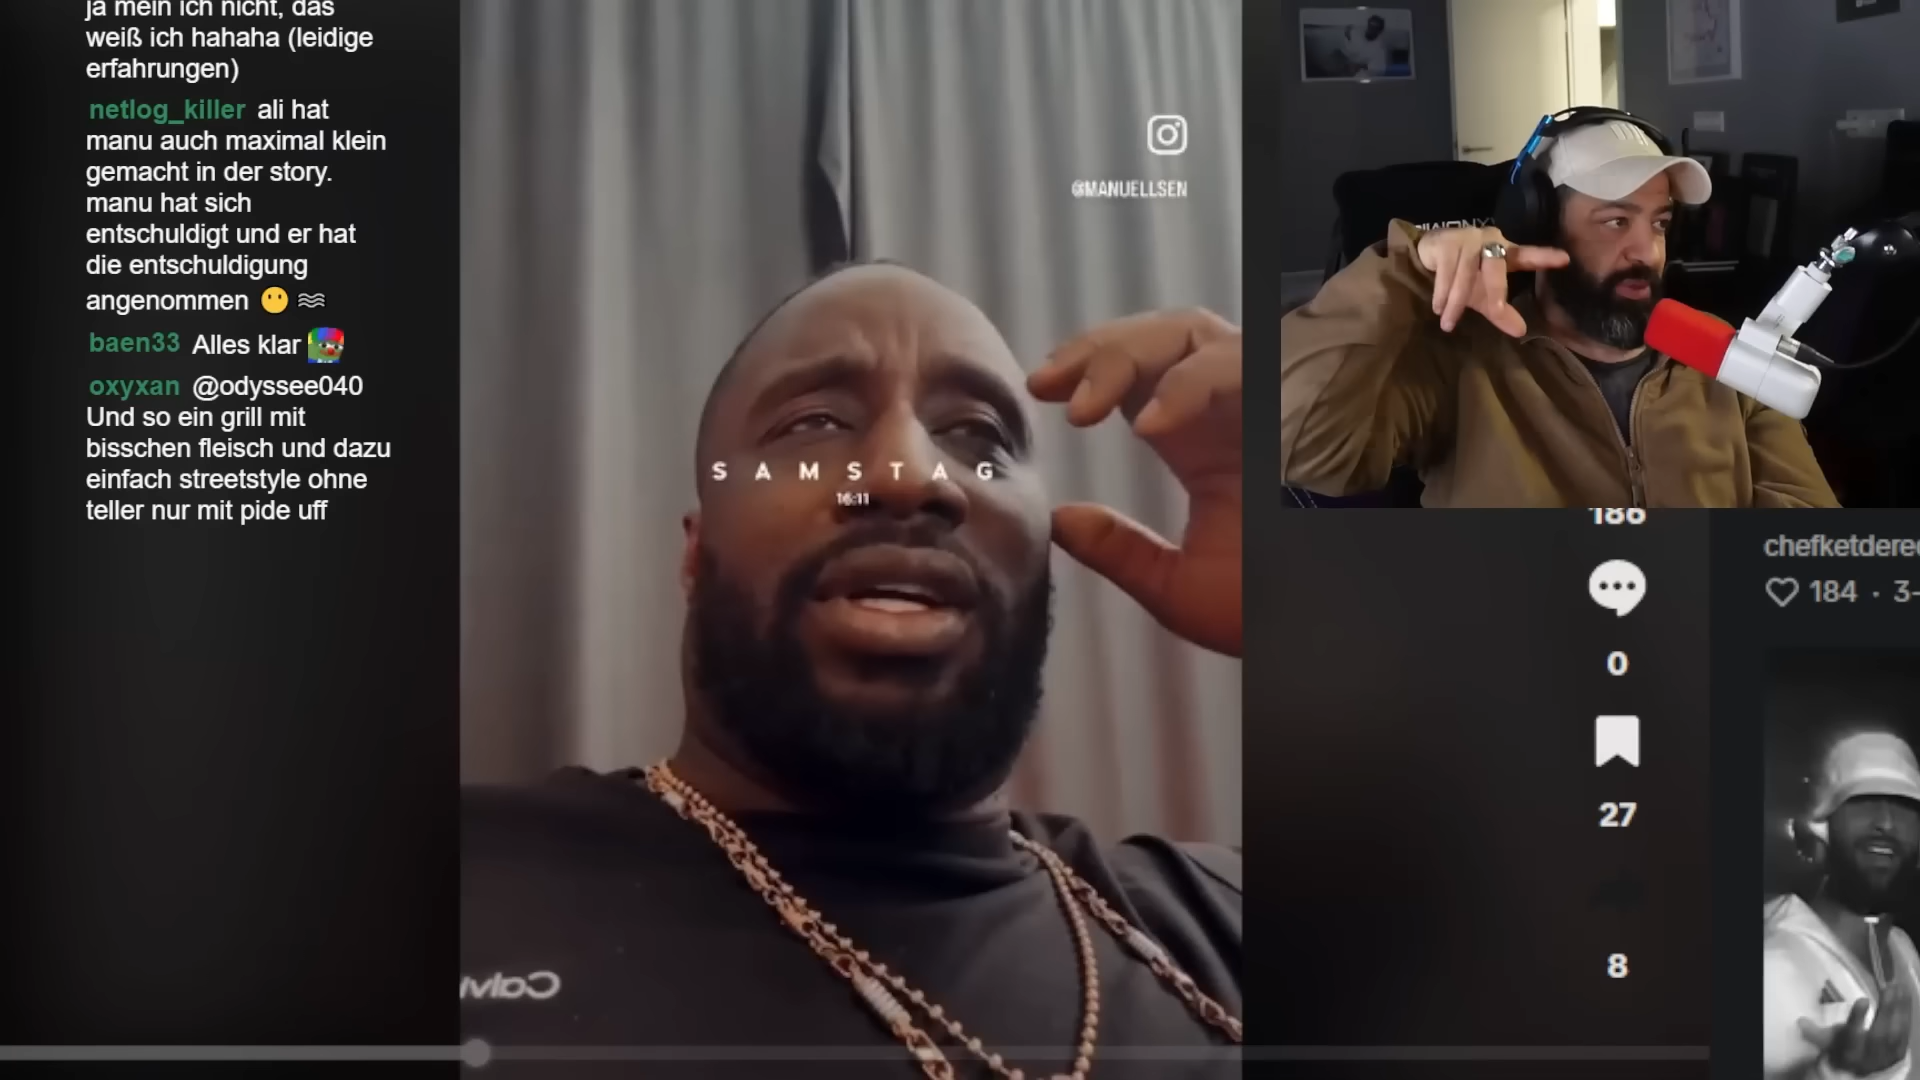 ja mein ich nicht, das
weiß ich hahaha (leidige
erfahrungen)
netlog_killer ali hat
manu auch maximal klein
gemacht in der story.
manu hat sich
entschuldigt und er hat
die entschuldigung
angenommen
baen33 Alles klar
oxyxan @odyssee040
Und so ein grill mit
bisschen fleisch und dazu
einfach streetstyle ohne
teller nur mit pide uff
@MANUELLSEN
SAMSTAG
16:11
186
0
27
8
chefketdere
184 · 3-